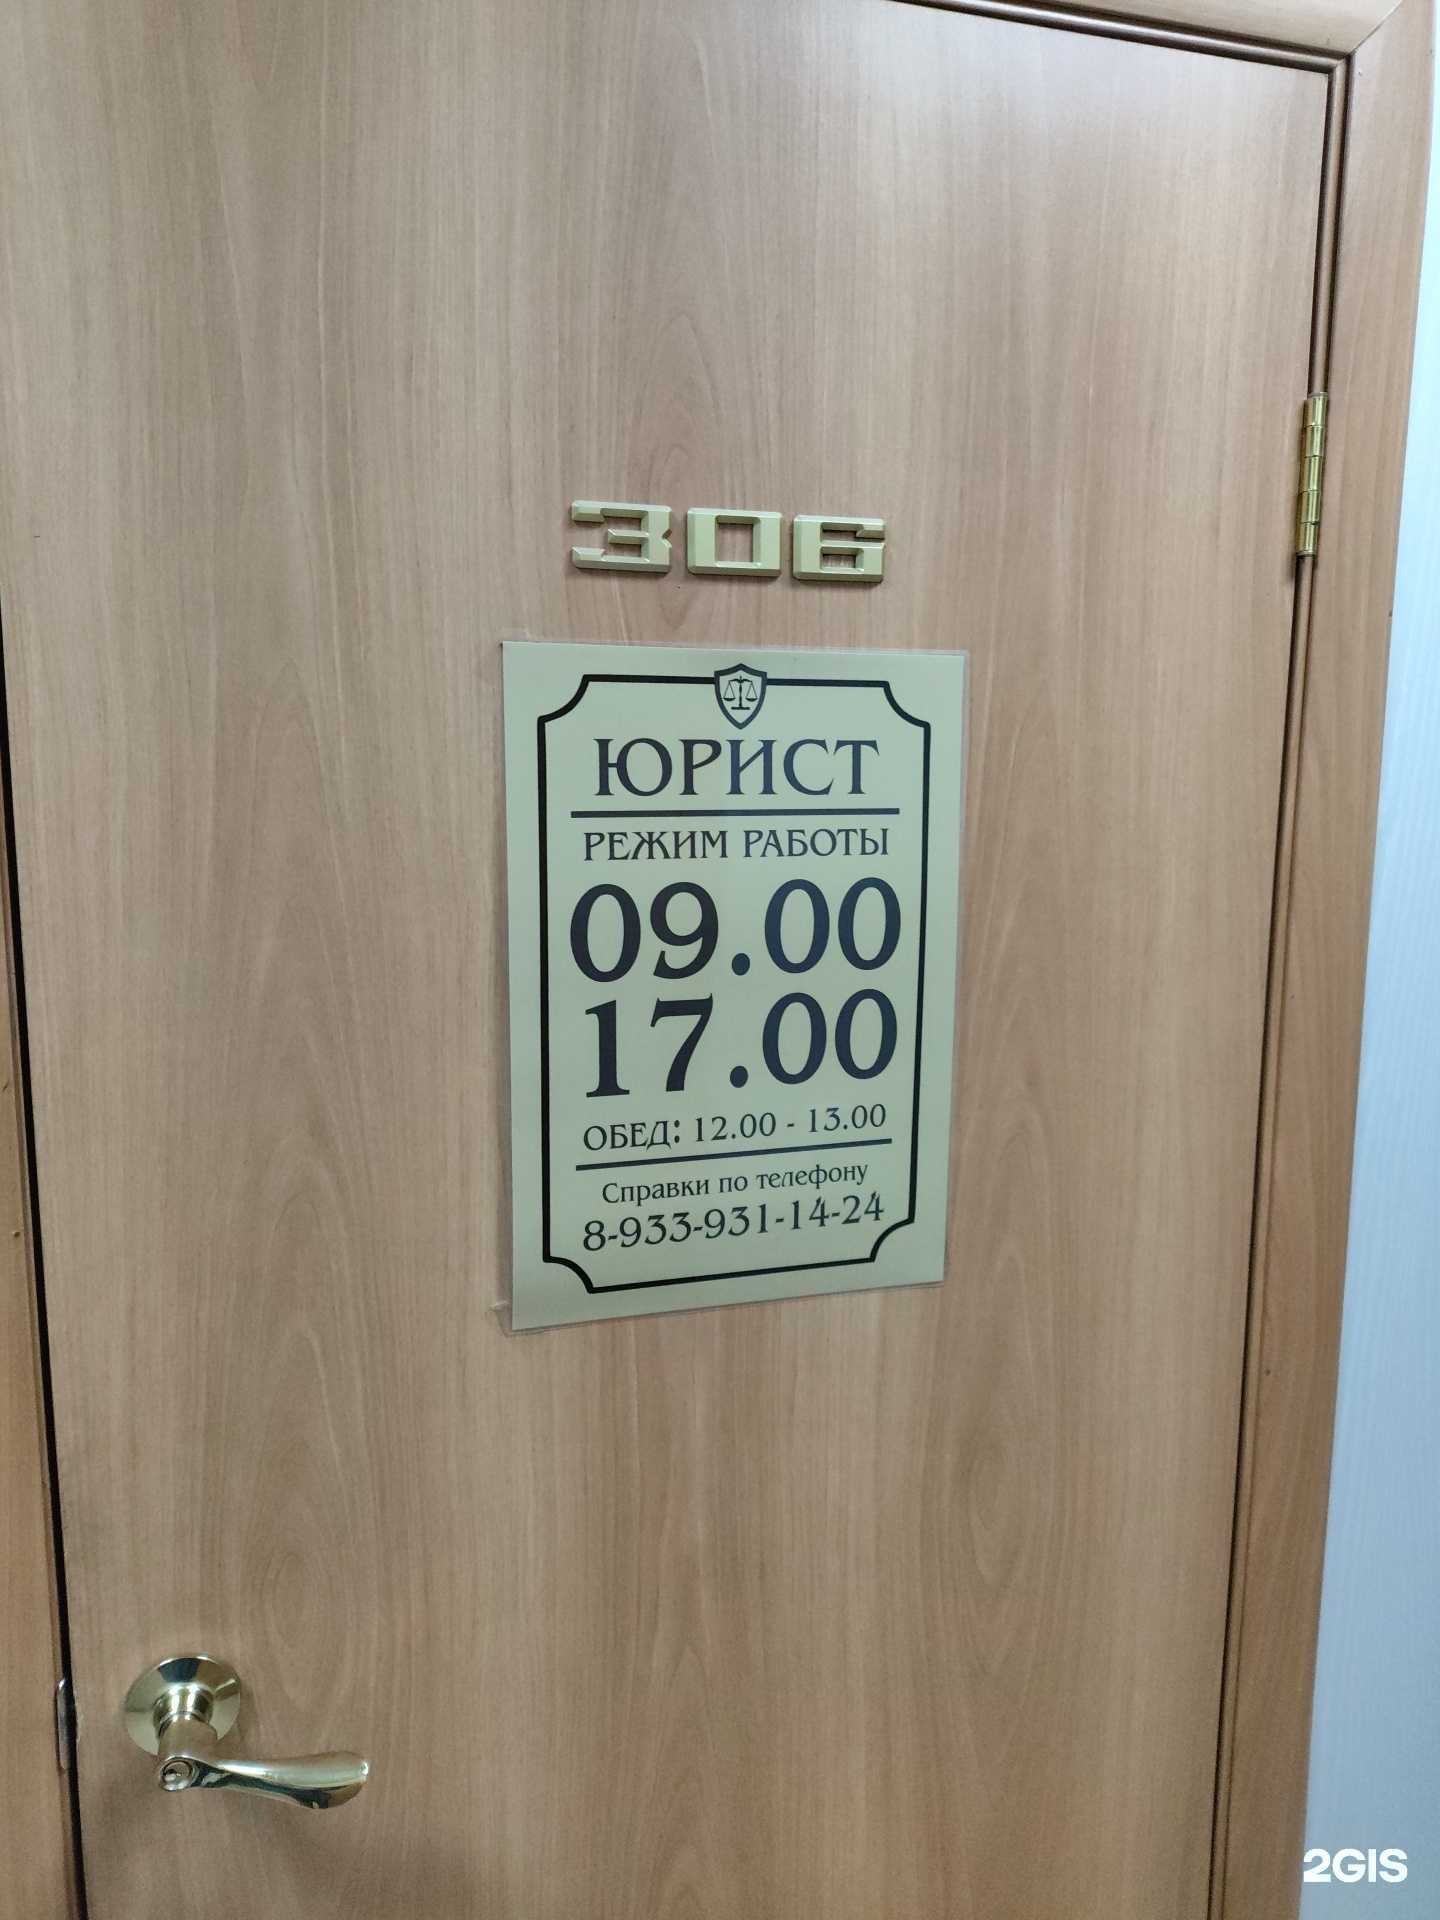 306
ЮРИСТ
РЕЖИМ РАБОТЫ
09.00
17.00
ОБЕД: 12.00 - 13.00
Справки по телефону
8-933-931-14-24
2GIS